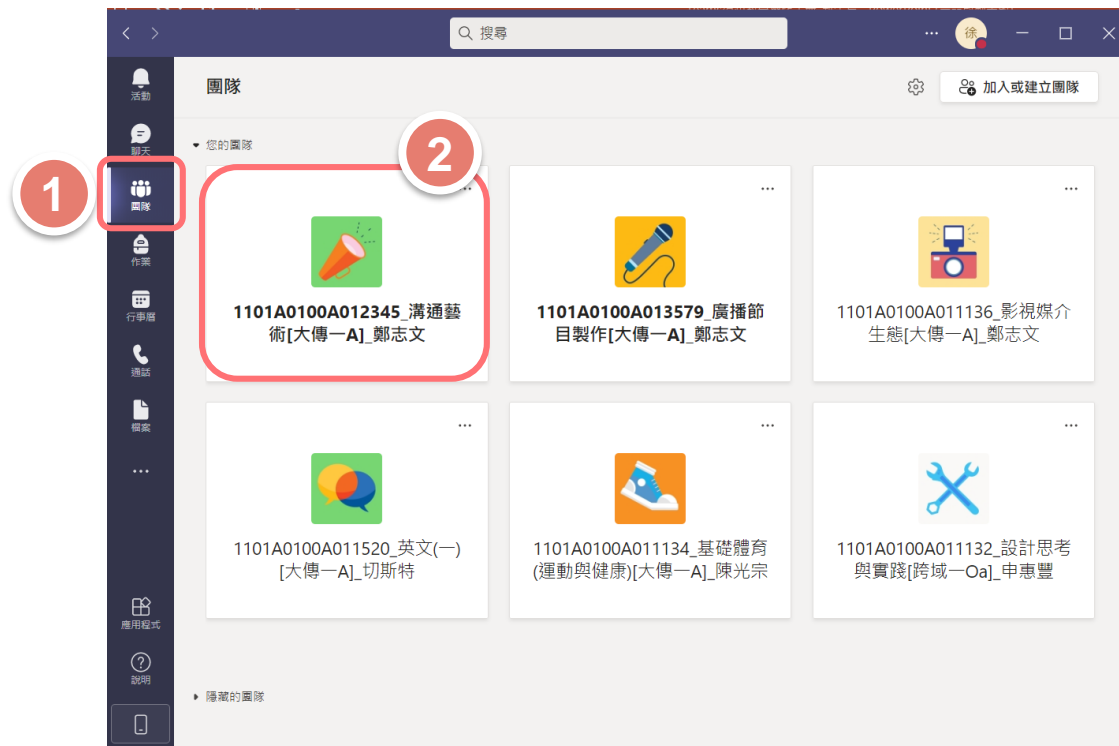 搜尋
徐
活動
聊天
團隊
作業
行事曆
通話
檔案
應用程式
說明
團隊
加入或建立團隊
您的團隊
1
2
1101A0100A012345_溝通藝
術[大傳一A]_鄭志文
1101A0100A013579_廣播節
目製作[大傳一A]_鄭志文
1101A0100A011136_影視媒介
生態[大傳一A]_鄭志文
1101A0100A011520_英文(一)
[大傳一A]_切斯特
1101A0100A011134_基礎體育
(運動與健康)[大傳一A]_陳光宗
1101A0100A011132_設計思考
與實踐[跨域一Oa]_申惠豐
隱藏的團隊